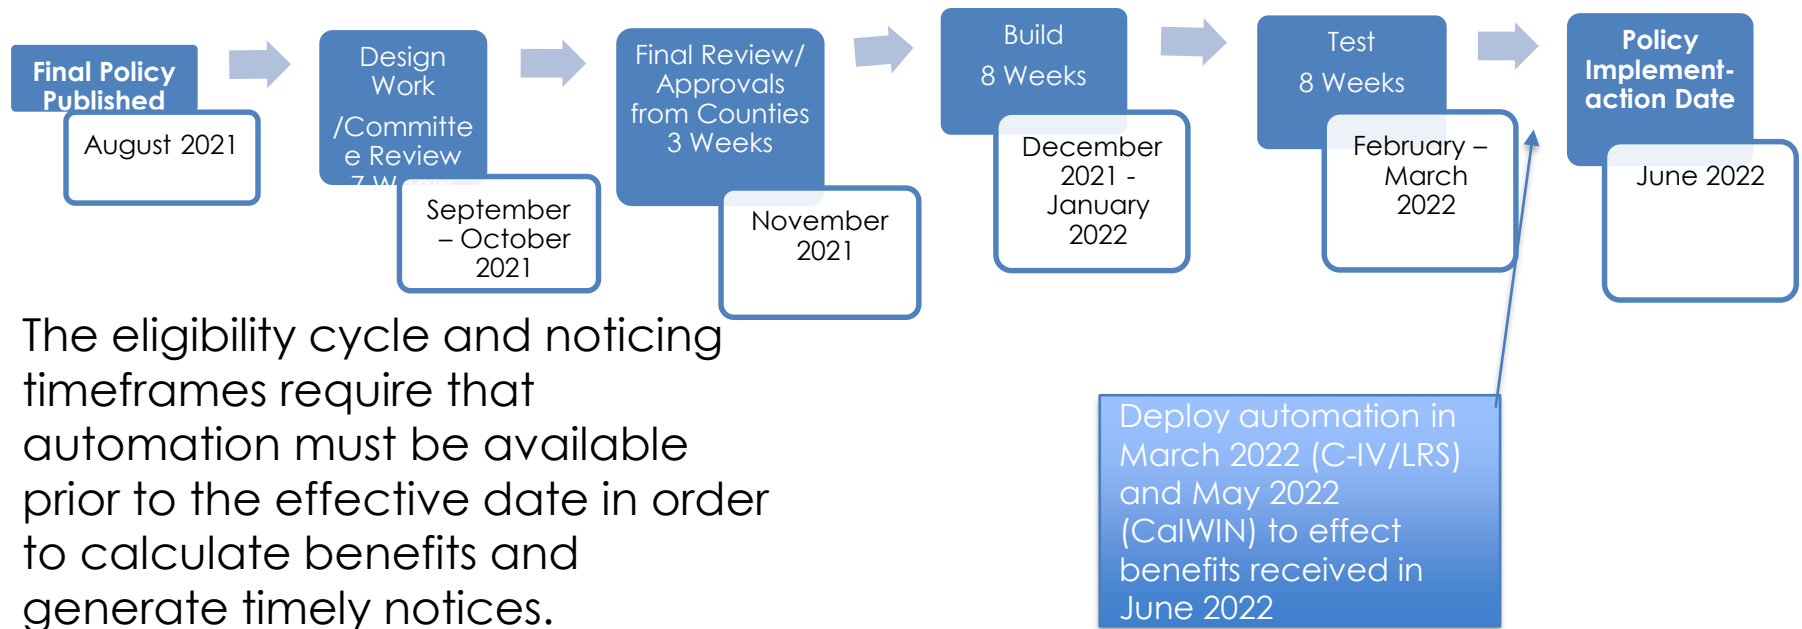 Final Policy
Published
August 2021
Design
Work
/Committe
e Review
September
– October
2021
Final Review/
Approvals
from Counties
3 Weeks
November
2021
Build
8 Weeks
December
2021 -
January
2022
Test
8 Weeks
February –
March
2022
Policy
Implement-
action Date
June 2022
The eligibility cycle and noticing
timeframes require that
automation must be available
prior to the effective date in order
to calculate benefits and
generate timely notices.
Deploy automation in
March 2022 (C-IV/LRS)
and May 2022
(CalWIN) to effect
benefits received in
June 2022